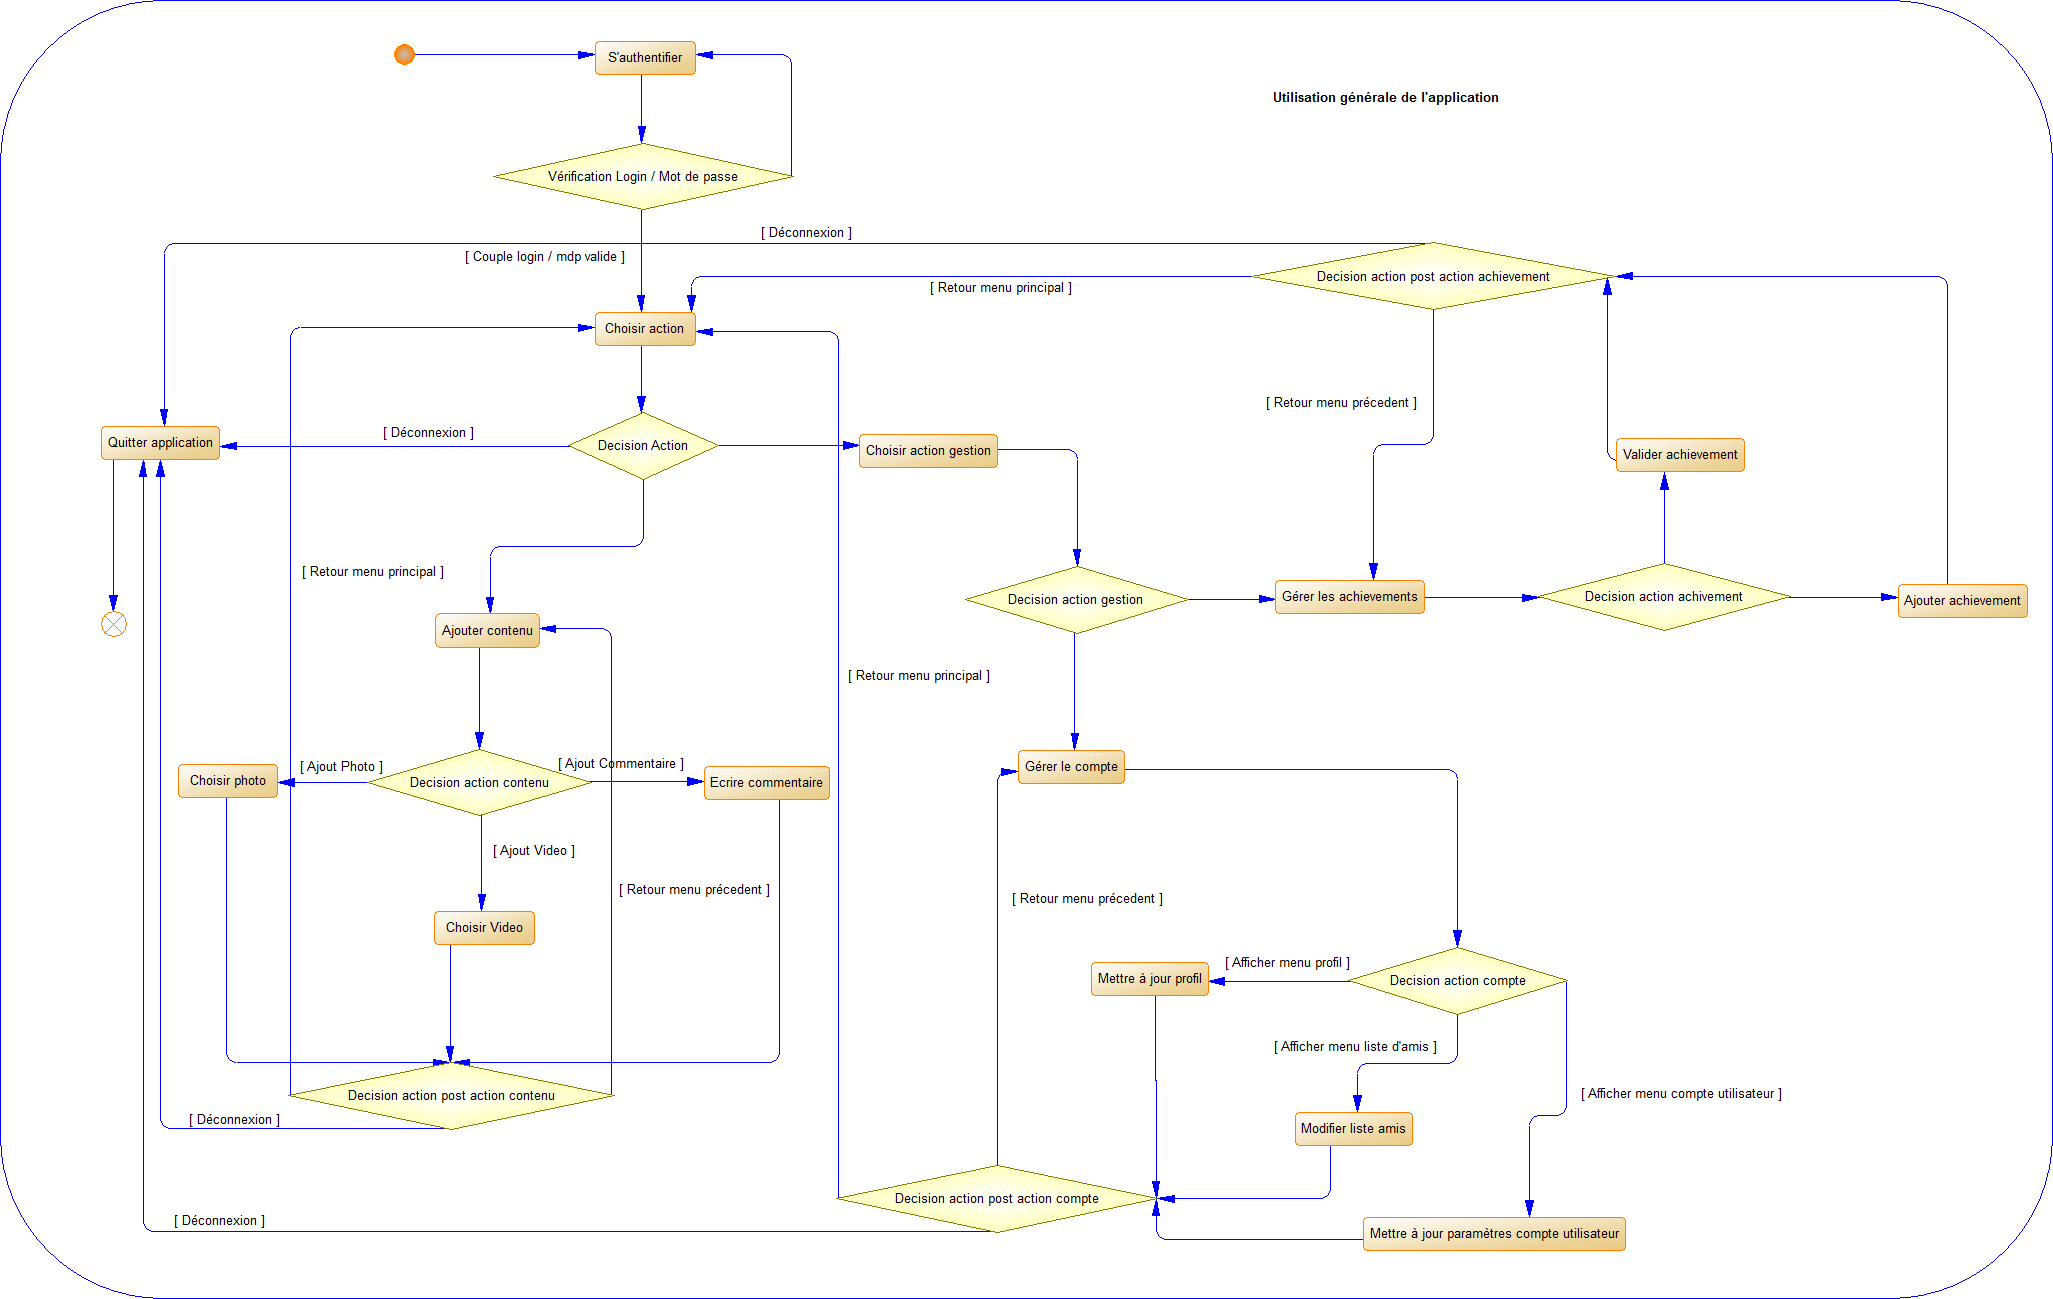 S'authentifier
Utilisation générale de l'application
Vérification Login / Mot de passe
[ Déconnexion ]
[ Couple login / mdp valide ]
Decision action post action achievement
[ Retour menu principal ]
Choisir action
[ Retour menu précedent ]
Quitter application
[ Déconnexion ]
Decision Action
Choisir action gestion
Valider achievement
[ Retour menu principal ]
Decision action gestion
Gérer les achievements
Decision action achivement
Ajouter achievement
Ajouter contenu
[ Retour menu principal ]
Choisir photo
[ Ajout Photo ]
Decision action contenu
[ Ajout Commentaire ]
Ecrire commentaire
Gérer le compte
[ Ajout Video ]
[ Retour menu précedent ]
[ Retour menu précedent ]
Choisir Video
Mettre à jour profil
[ Afficher menu profil ]
Decision action compte
[ Afficher menu liste d'amis ]
Decision action post action contenu
[ Afficher menu compte utilisateur ]
[ Déconnexion ]
Modifier liste amis
Decision action post action compte
[ Déconnexion ]
Mettre à jour paramètres compte utilisateur